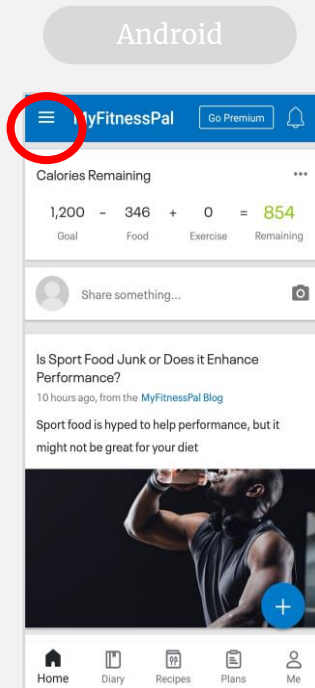 Android
MyFitnessPal
Go Premium
Calories Remaining
1,200 - 346 + 0 = 854
Goal Food Exercise Remaining
Share something...
Is Sport Food Junk or Does it Enhance
Performance?
10 hours ago, from the MyFitnessPal Blog
Sport food is hyped to help performance, but it
might not be great for your diet
Home Diary Recipes Plans Me